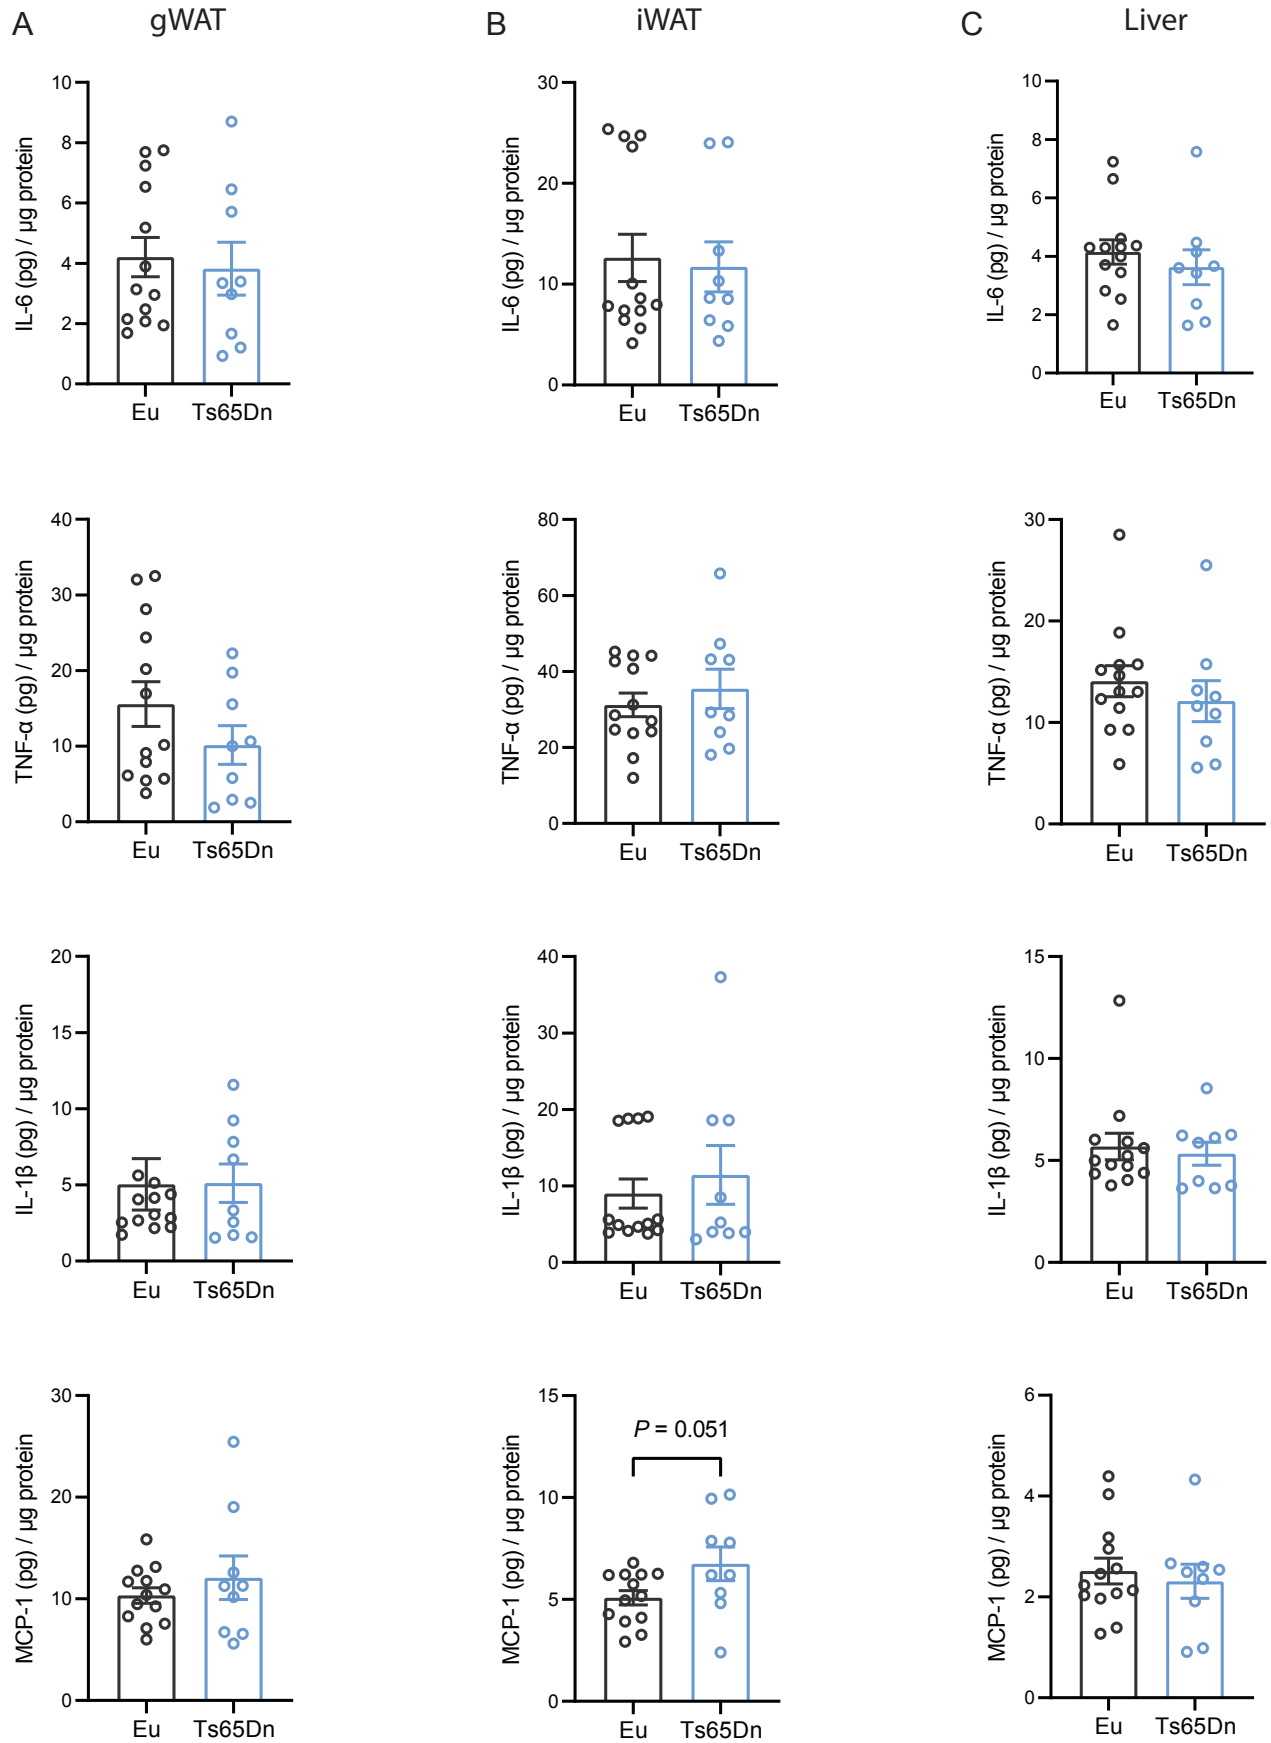 A gWAT B iWAT C Liver
IL-6 (pg) / µg protein
10
8
6
4
2
0
Eu Ts65Dn
IL-6 (pg) / µg protein
30
20
10
0
Eu Ts65Dn
IL-6 (pg) / µg protein
10
8
6
4
2
0
Eu Ts65Dn
TNF-α (pg) / µg protein
40
30
20
10
0
Eu Ts65Dn
TNF-α (pg) / µg protein
80
60
40
20
0
Eu Ts65Dn
TNF-α (pg) / µg protein
30
20
10
0
Eu Ts65Dn
IL-1β (pg) / µg protein
20
15
10
5
0
Eu Ts65Dn
IL-1β (pg) / µg protein
40
30
20
10
0
Eu Ts65Dn
IL-1β (pg) / µg protein
15
10
5
0
Eu Ts65Dn
MCP-1 (pg) / µg protein
30
20
10
0
Eu Ts65Dn
MCP-1 (pg) / µg protein
15
10
5
0
P = 0.051
Eu Ts65Dn
MCP-1 (pg) / µg protein
6
4
2
0
Eu Ts65Dn